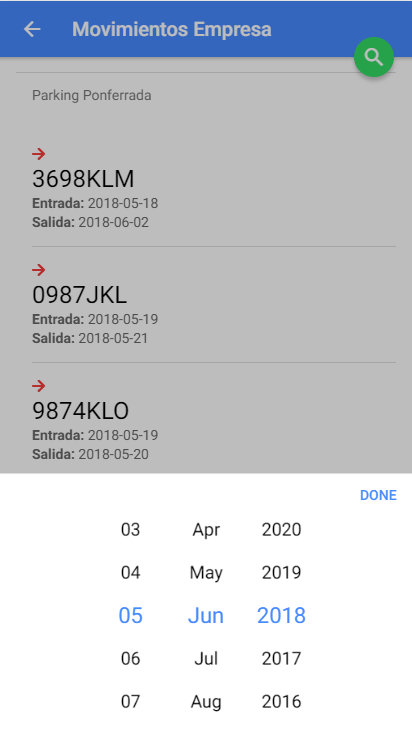 Movimientos Empresa
Parking Ponferrada
3698KLM
Entrada: 2018-05-18
Salida: 2018-06-02
0987JKL
Entrada: 2018-05-19
Salida: 2018-05-21
9874KLO
Entrada: 2018-05-19
Salida: 2018-05-20
DONE
03 Apr 2020
04 May 2019
05 Jun 2018
06 Jul 2017
07 Aug 2016